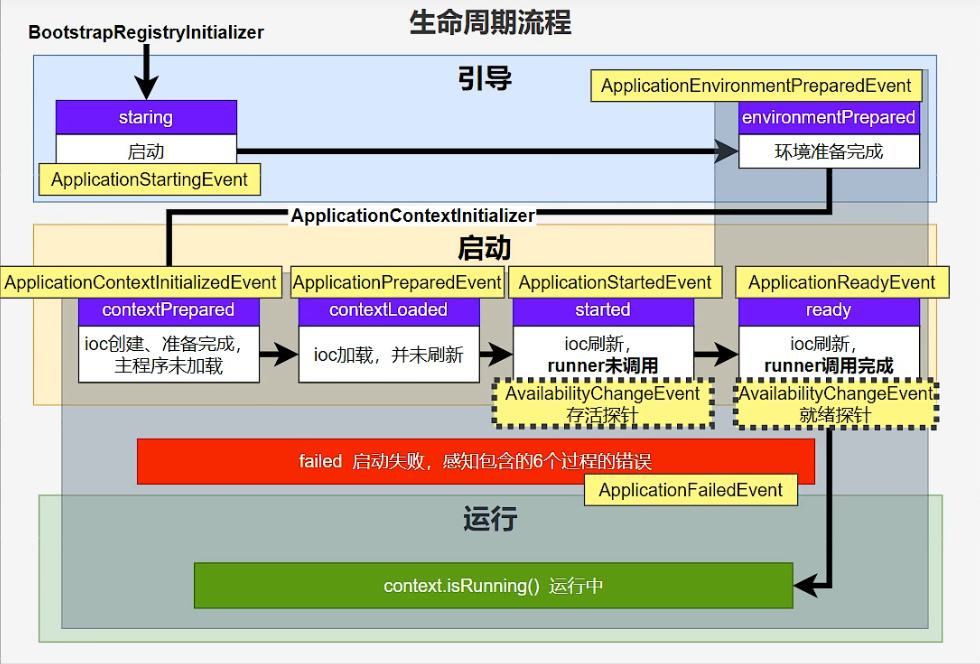 生命周期流程
BootstrapRegistryInitializer
引导
ApplicationEnvironmentPreparedEvent
staring
启动
ApplicationStartingEvent
environmentPrepared
环境准备完成
ApplicationContextInitializer
启动
ApplicationContextInitializedEvent
contextPrepared
ioc创建、准备完成，
主程序未加载
ApplicationPreparedEvent
contextLoaded
ioc加载，并未刷新
ApplicationStartedEvent
started
ioc刷新，
runner未调用
AvailabilityChangeEvent
存活探针
ApplicationReadyEvent
ready
ioc刷新，
runner调用完成
AvailabilityChangeEvent
就绪探针
failed 启动失败，感知包含的6个过程的错误
ApplicationFailedEvent
运行
context.isRunning() 运行中